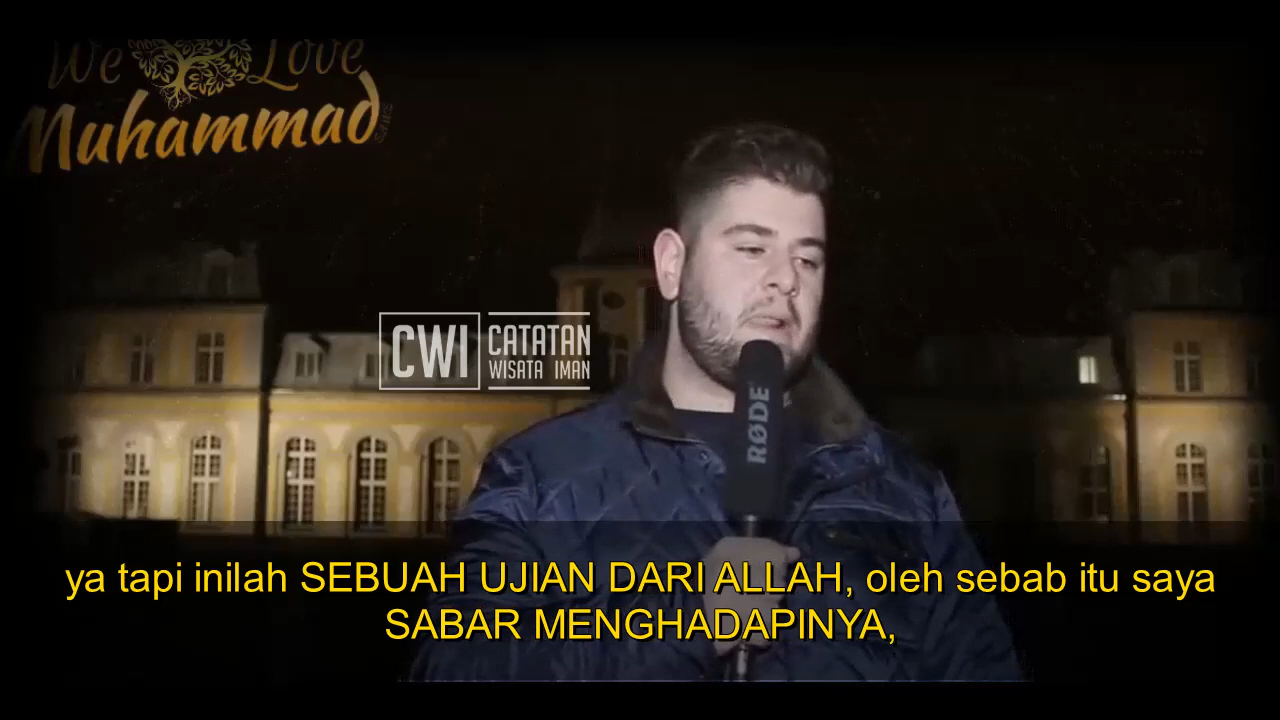 We Love
Muhammad
CWI CATATAN
WISATA IMAN
RØDE
ya tapi inilah SEBUAH UJIAN DARI ALLAH, oleh sebab itu saya
SABAR MENGHADAPINYA,